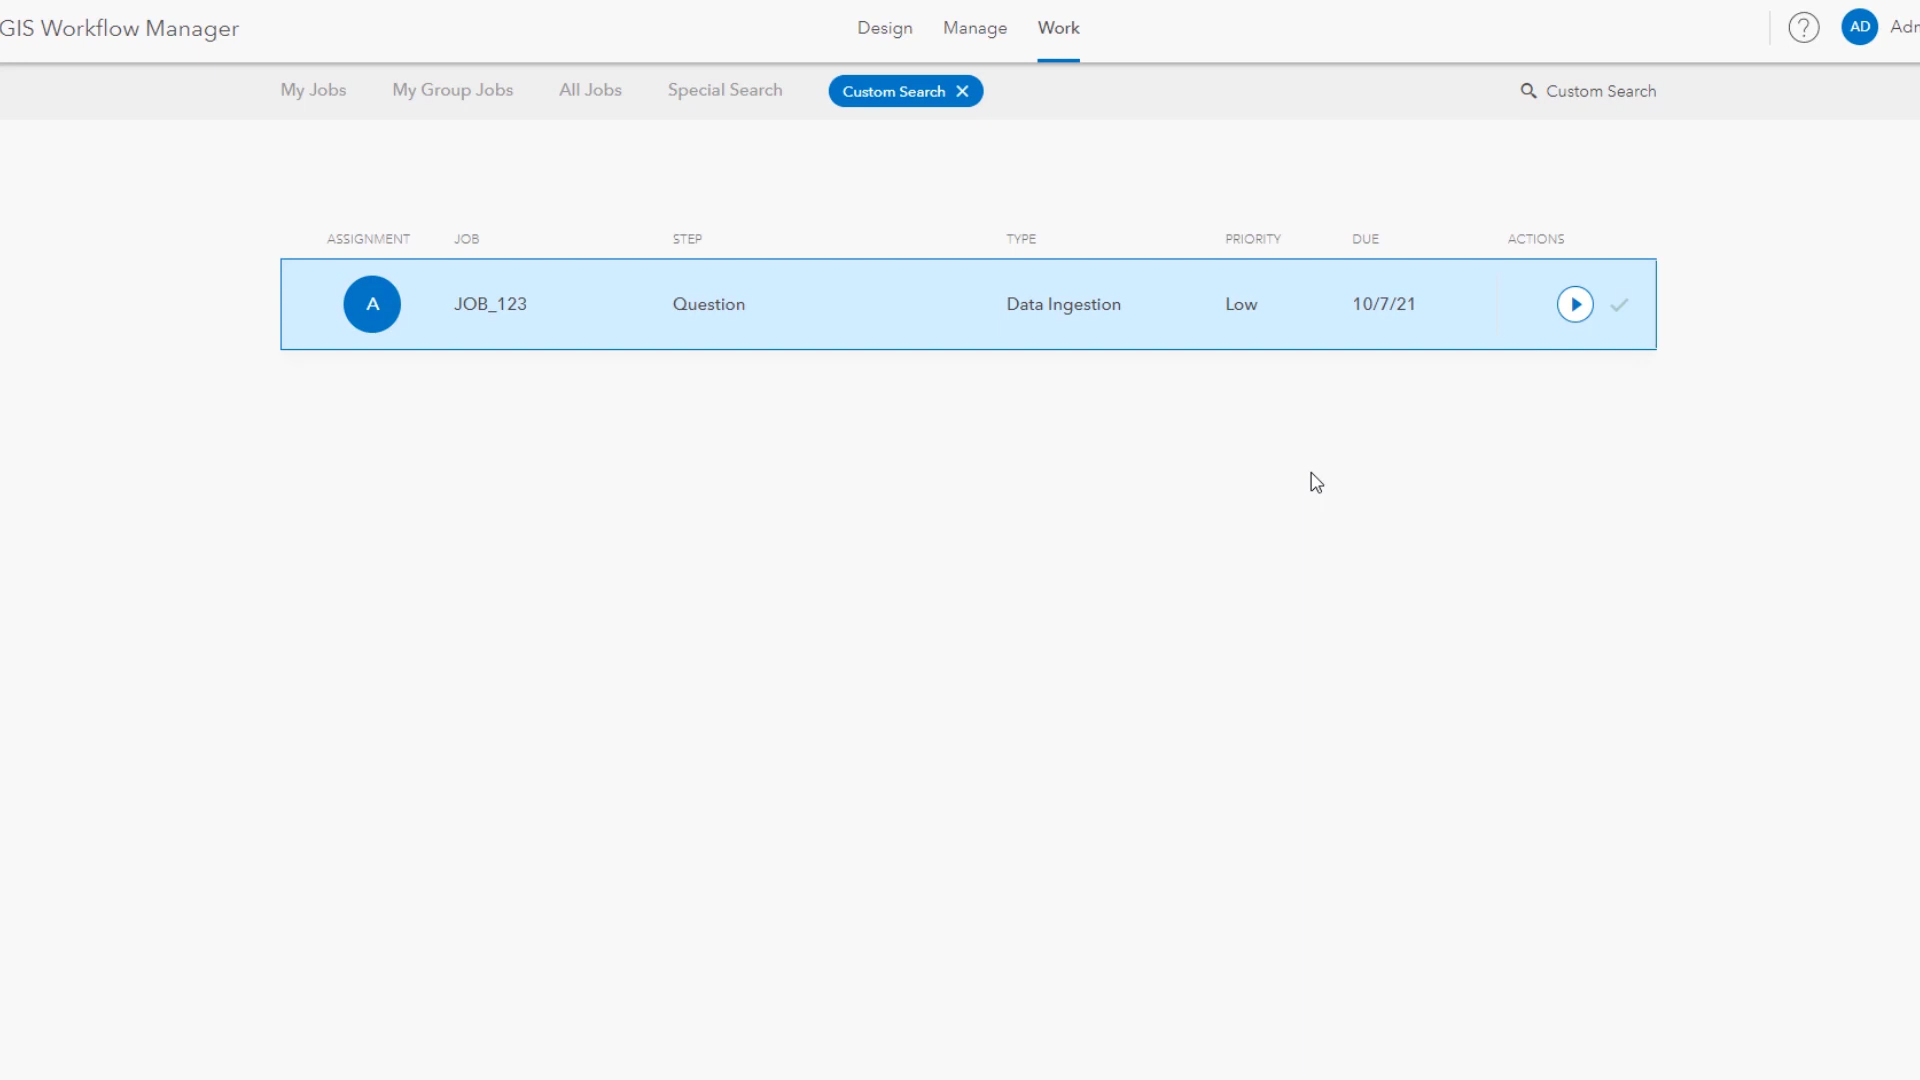 GIS Workflow Manager Design Manage Work ? AD
My Jobs My Group Jobs All Jobs Special Search Custom Search Custom Search
ASSIGNMENT JOB STEP TYPE PRIORITY DUE ACTIONS
A JOB_123 Question Data Ingestion Low 10/7/21